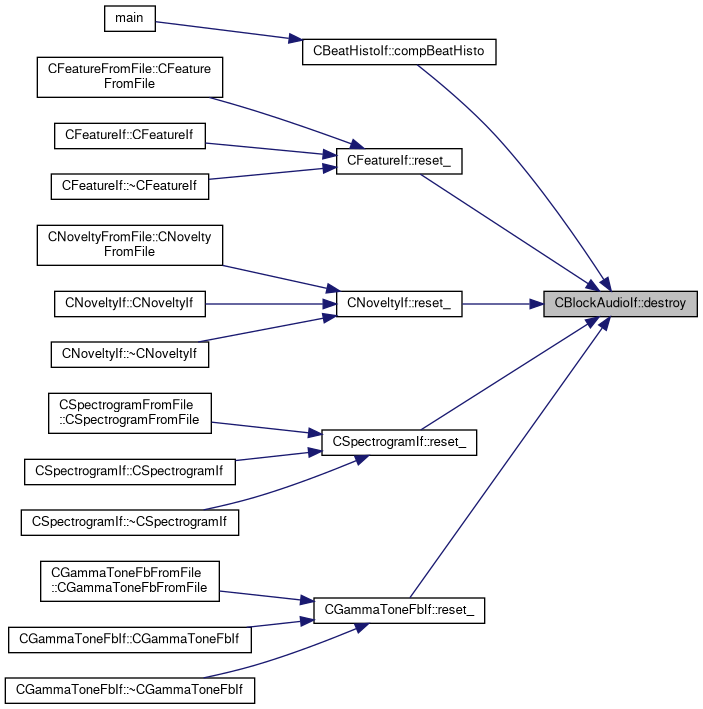 main
CBeatHistoIf::compBeatHisto
CFeatureFromFile::CFeature
FromFile
CFeatureIf::CFeatureIf
CFeatureIf::reset_
CFeatureIf::~CFeatureIf
CNoveltyFromFile::CNovelty
FromFile
CNoveltyIf::CNoveltyIf
CNoveltyIf::reset_
CBlockAudioIf::destroy
CNoveltyIf::~CNoveltyIf
CSpectrogramFromFile
::CSpectrogramFromFile
CSpectrogramIf::reset_
CSpectrogramIf::CSpectrogramIf
CSpectrogramIf::~CSpectrogramIf
CGammaToneFbFromFile
::CGammaToneFbFromFile
CGammaToneFbIf::reset_
CGammaToneFbIf::CGammaToneFbIf
CGammaToneFbIf::~CGammaToneFbIf